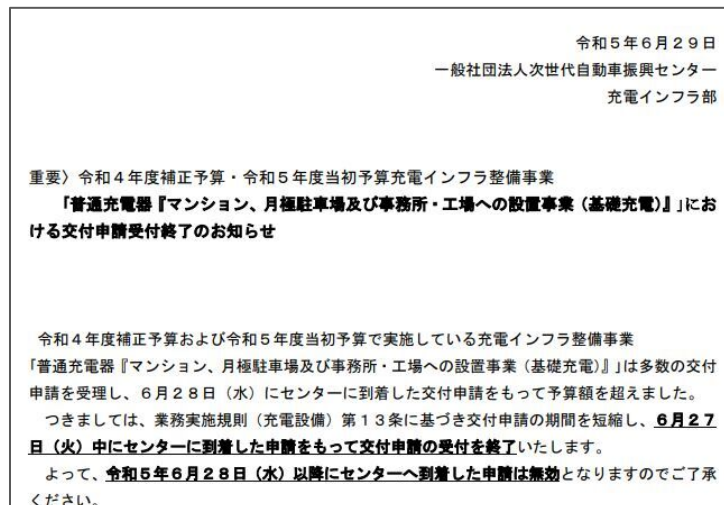 令和５年６月２９日
一般社団法人次世代自動車振興センター
充電インフラ部
重要〉令和４年度補正予算・令和５年度当初予算充電インフラ整備事業
「普通充電器『マンション、月極駐車場及び事務所・工場への設置事業（基礎充電）』」にお
ける交付申請受付終了のお知らせ
令和４年度補正予算および令和５年度当初予算で実施している充電インフラ整備事業
「普通充電器『マンション、月極駐車場及び事務所・工場への設置事業（基礎充電）』」は多数の交付
申請を受理し、６月２８日（水）にセンターに到着した交付申請をもって予算額を超えました。
つきましては、業務実施規則（充電設備）第１３条に基づき交付申請の期間を短縮し、６月２７
日（火）中にセンターに到着した申請をもって交付申請の受付を終了いたします。
よって、令和５年６月２８日（水）以降にセンターへ到着した申請は無効となりますのでご了承
ください。